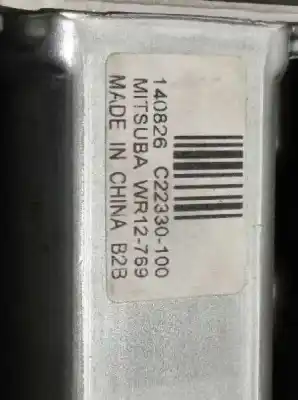 140826 C22330-100
MITSUBA WR12-769
MADE IN CHINA B2B